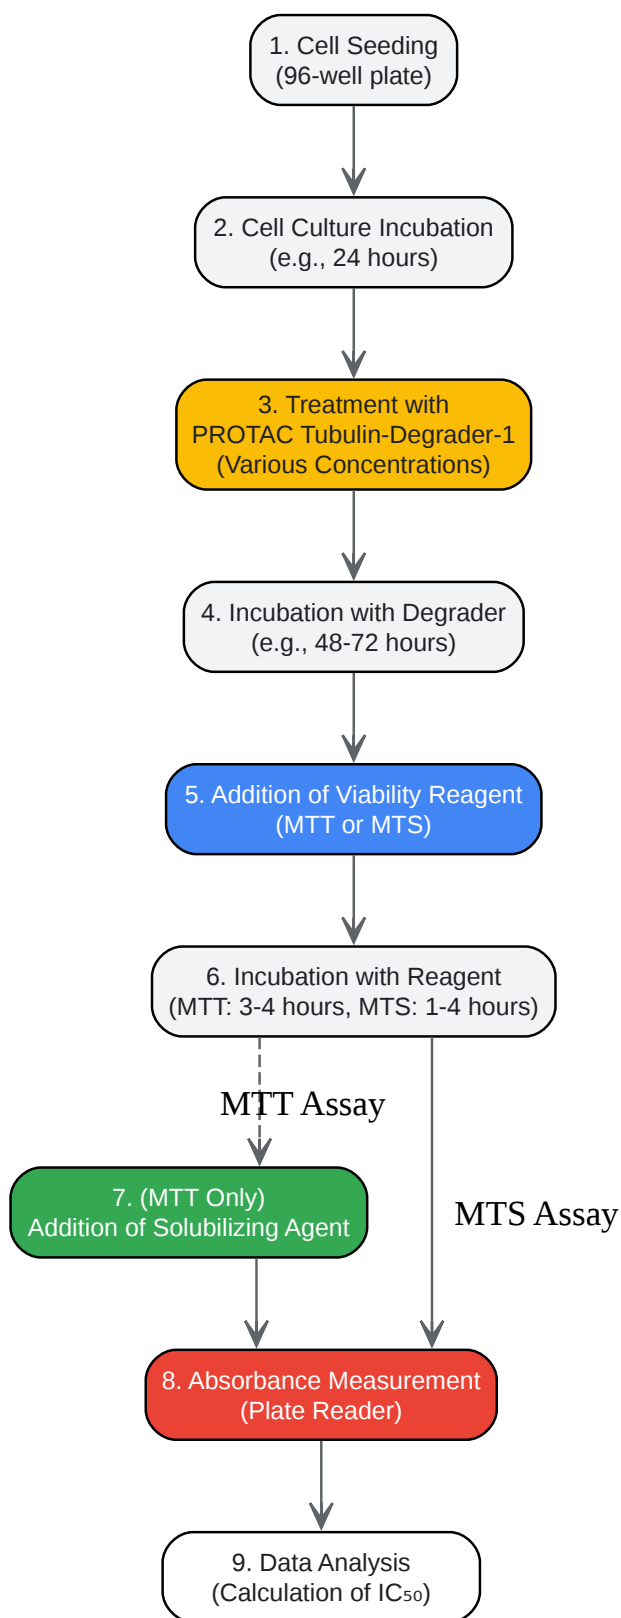 1. Cell Seeding
(96-well plate)
2. Cell Culture Incubation
(e.g., 24 hours)
3. Treatment with
PROTAC Tubulin-Degrader-1
(Various Concentrations)
4. Incubation with Degrader
(e.g., 48-72 hours)
5. Addition of Viability Reagent
(MTT or MTS)
6. Incubation with Reagent
(MTT: 3-4 hours, MTS: 1-4 hours)
MTT Assay
7. (MTT Only)
Addition of Solubilizing Agent
MTS Assay
8. Absorbance Measurement
(Plate Reader)
9. Data Analysis
(Calculation of IC₅₀)